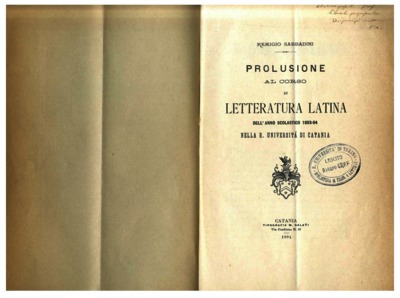 REMIGIO SABBADINI
PROLUSIONE
AL CORSO
DI
LETTERATURA LATINA
DELL'ANNO SCOLASTICO 1893-94
NELLA R. UNIVERSITÀ DI CATANIA
CATANIA
TIPOGRAFIA M. GALATI
1894